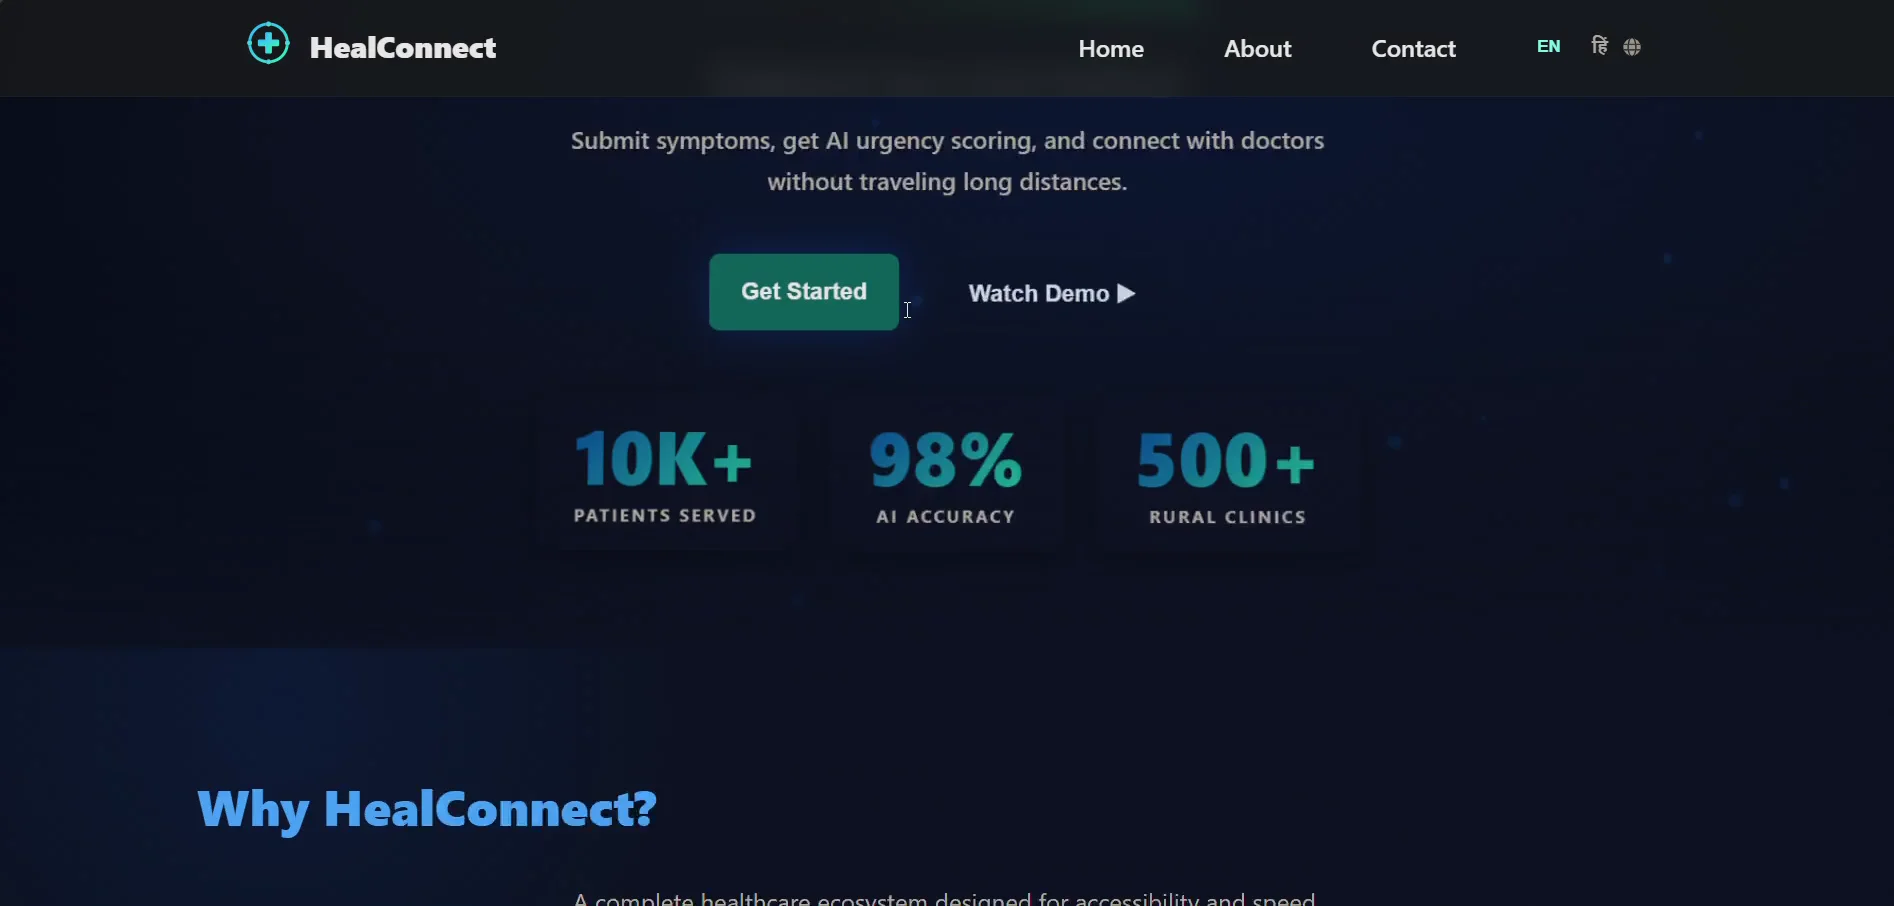 HealConnect
Home
About
Contact
EN
हिं
Submit symptoms, get AI urgency scoring, and connect with doctors
without traveling long distances.
Get Started
Watch Demo ▶
10K+
PATIENTS SERVED
98%
AI ACCURACY
500+
RURAL CLINICS
Why HealConnect?
A complete healthcare ecosystem designed for accessibility and speed